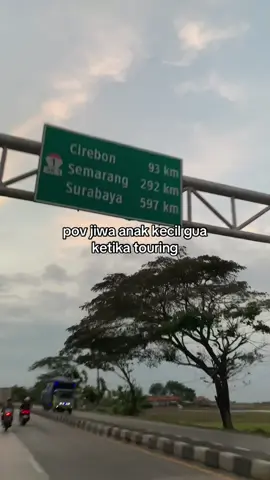 Cirebon 93 km
Semarang 292 km
Surabaya 597 km
pov jiwa anak kecil gua
ketika touring